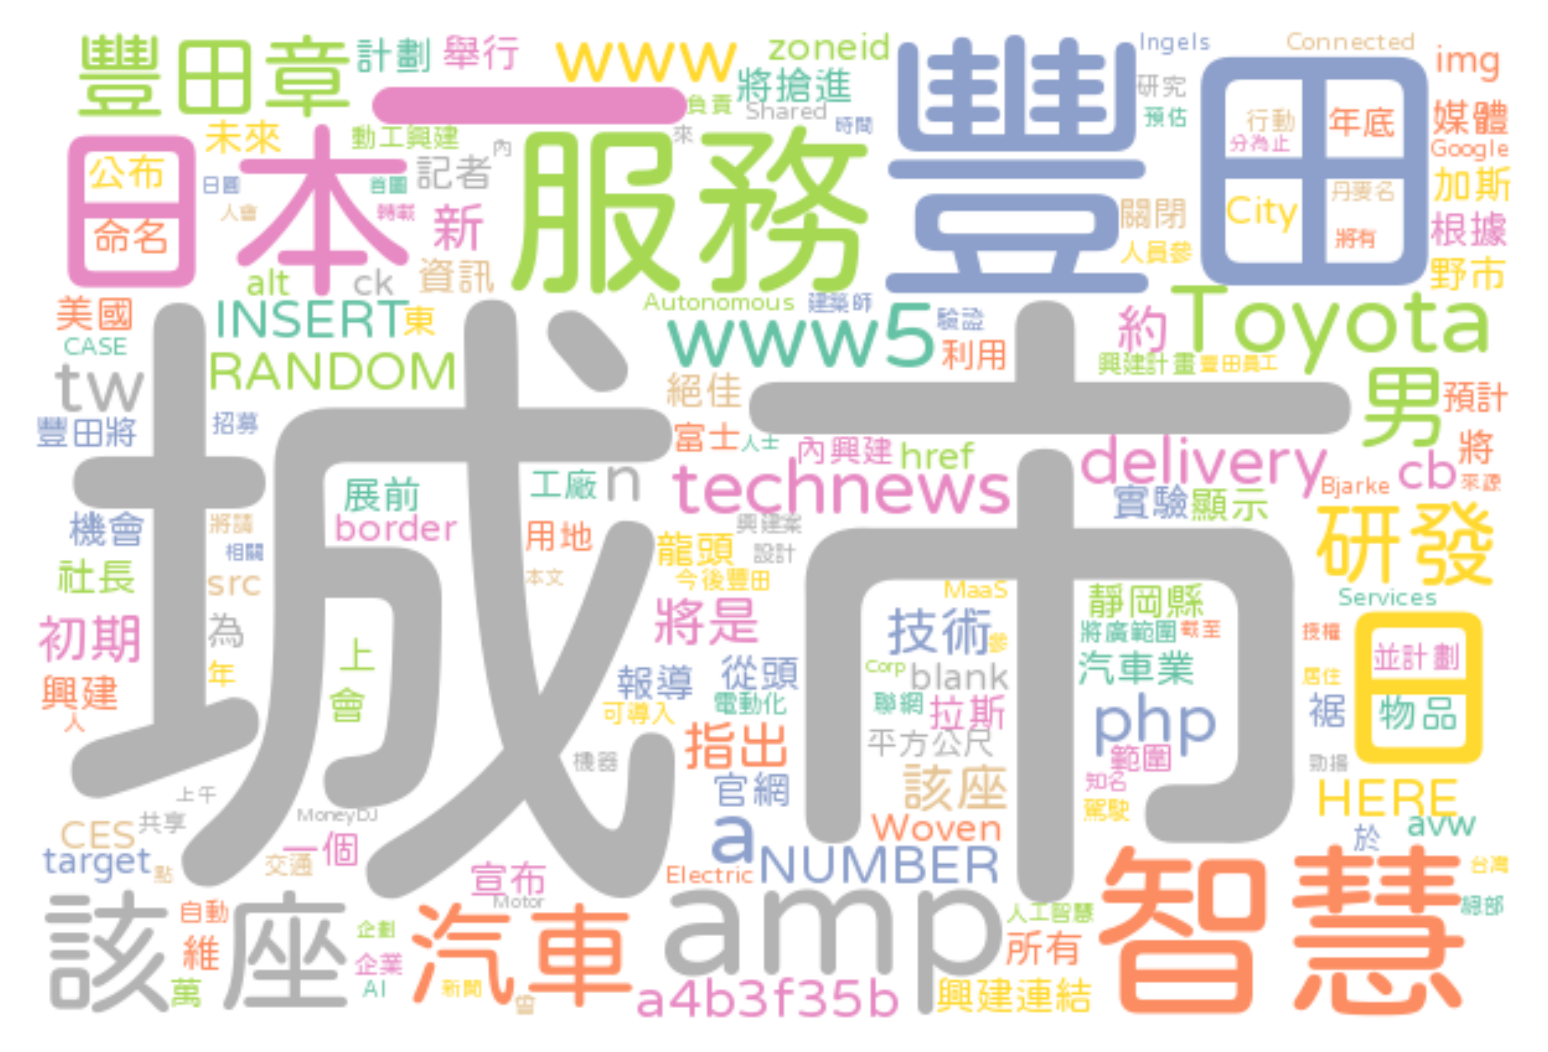 豐田章
計劃
舉行
www
zoneid
豐田
Ingels
Connected
img
一
將搶進
研究
負責
Shared
預估
時間
行動
年底
媒體
分為止
Google
未來
動工興建
來
內
日本
公布
命名
日圓
首圖
人會
轉載
記者
新
服務
關閉
人員參
City
丹麥名
將有
加斯
根據
野市
alt
ck
資訊
美國
INSERT
東
Autonomous
建築師
www5
驗證
利用
約
Toyota
CASE
RANDOM
tw
絕佳
興建計畫
豐田員工
男
預計
豐田將
招募
城市
富士
人士
內興建
href
delivery
cb
將
展前
工廠
n
technews
Bjarke
來源
機會
將請
border
用地
興建案
實驗
顯示
研發
相關
龍頭
設計
社長
src
本文
今後豐田
MaaS
靜岡縣
Services
初期
為
將是
技術
參
將廣範圍
截至
授權
日
並計劃
上
年
報導
從頭
Corp
blank
汽車業
居住
興建
會
電動化
聯網
拉斯
php
裾
物品
人
可導入
指出
平方公尺
範圍
機器
官網
該座
知名
勁揚
上午
HERE
MoneyDJ
駕駛
CES
共享
一個
a
Woven
於
avw
target
點
交通
宣布
Electric
NUMBER
智慧
台灣
Motor
該座
自動
企劃
汽車
amp
人工智慧
總部
維
企業
所有
萬
AI
新聞
曾
a4b3f35b
興建連結